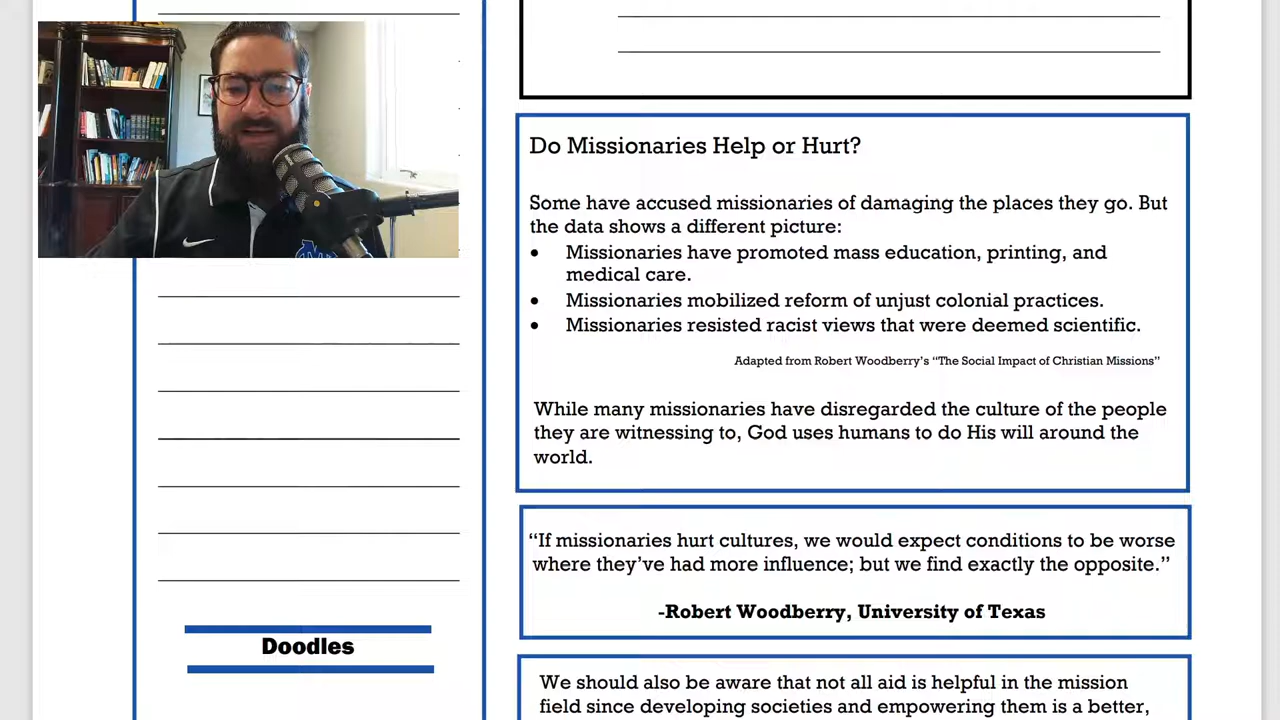 Do Missionaries Help or Hurt?
Some have accused missionaries of damaging the places they go. But
the data shows a different picture:
• Missionaries have promoted mass education, printing, and
medical care.
• Missionaries mobilized reform of unjust colonial practices.
• Missionaries resisted racist views that were deemed scientific.
Adapted from Robert Woodberry’s “The Social Impact of Christian Missions”
While many missionaries have disregarded the culture of the people
they are witnessing to, God uses humans to do His will around the
world.
“If missionaries hurt cultures, we would expect conditions to be worse
where they’ve had more influence; but we find exactly the opposite.”
-Robert Woodberry, University of Texas
Doodles
We should also be aware that not all aid is helpful in the mission
field since developing societies and empowering them is a better,